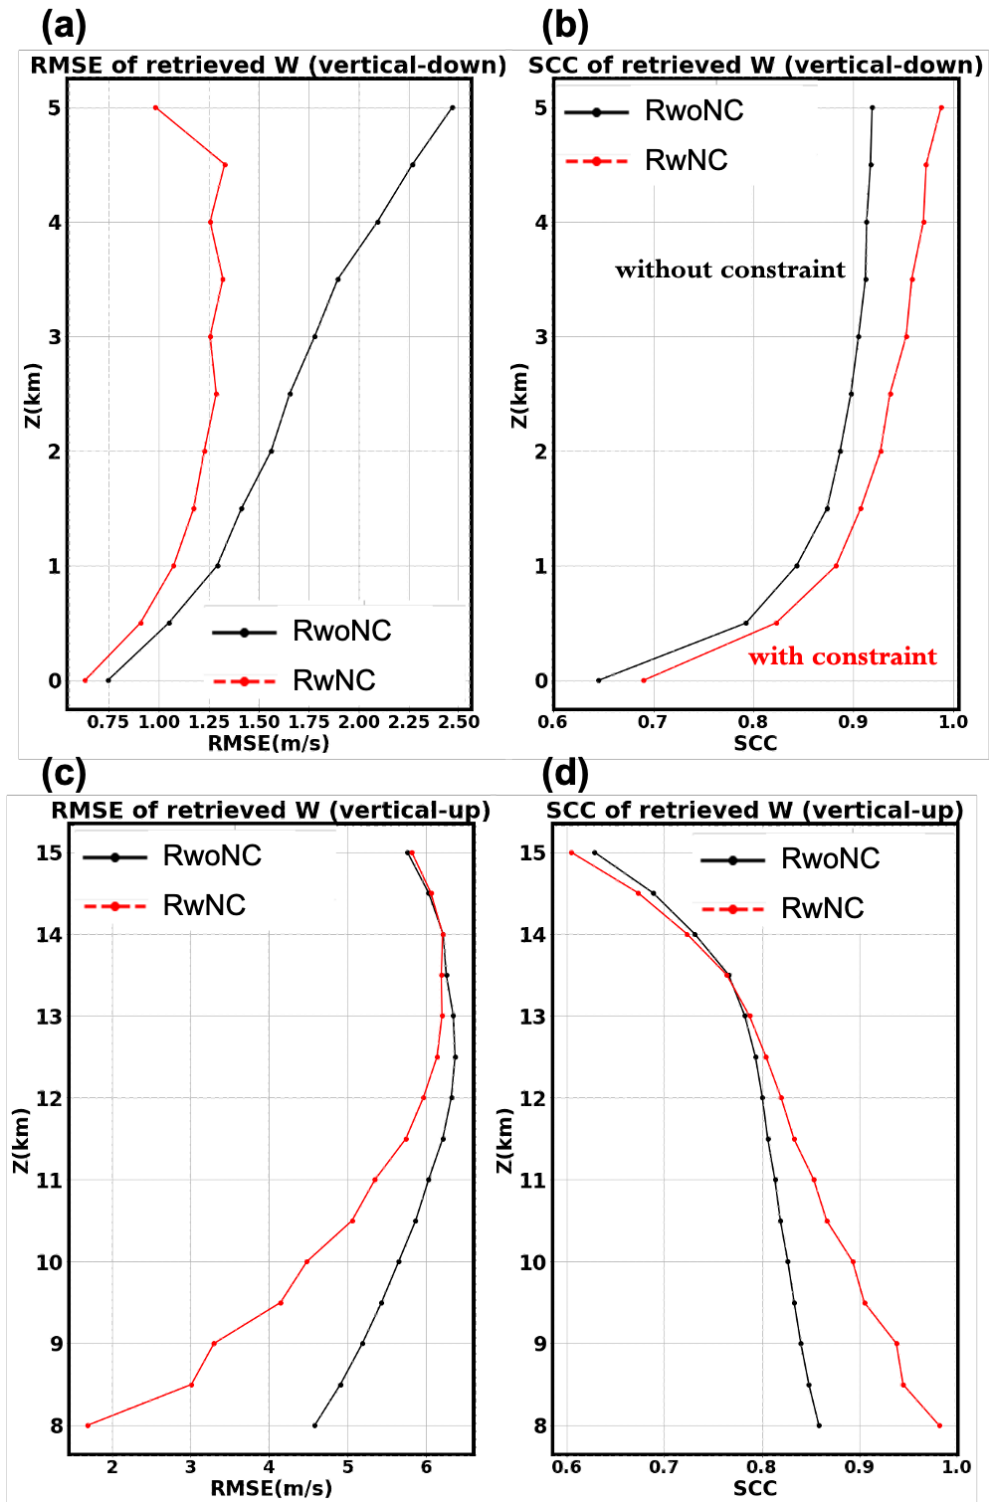 (a)
RMSE of retrieved W (vertical-down)
5
4
3
2
1
0
Z(km)
RwoNC
RwNC
0.75 1.00 1.25 1.50 1.75 2.00 2.25 2.50
RMSE(m/s)
(b)
SCC of retrieved W (vertical-down)
RwoNC
RwNC
5
4
3
2
1
0
Z(km)
without constraint
with constraint
0.6 0.7 0.8 0.9 1.0
SCC
(c)
RMSE of retrieved W (vertical-up)
RwoNC
RwNC
15
14
13
12
11
10
9
8
Z(km)
2 3 4 5 6
RMSE(m/s)
(d)
SCC of retrieved W (vertical-up)
RwoNC
RwNC
15
14
13
12
11
10
9
8
Z(km)
0.6 0.7 0.8 0.9 1.0
SCC